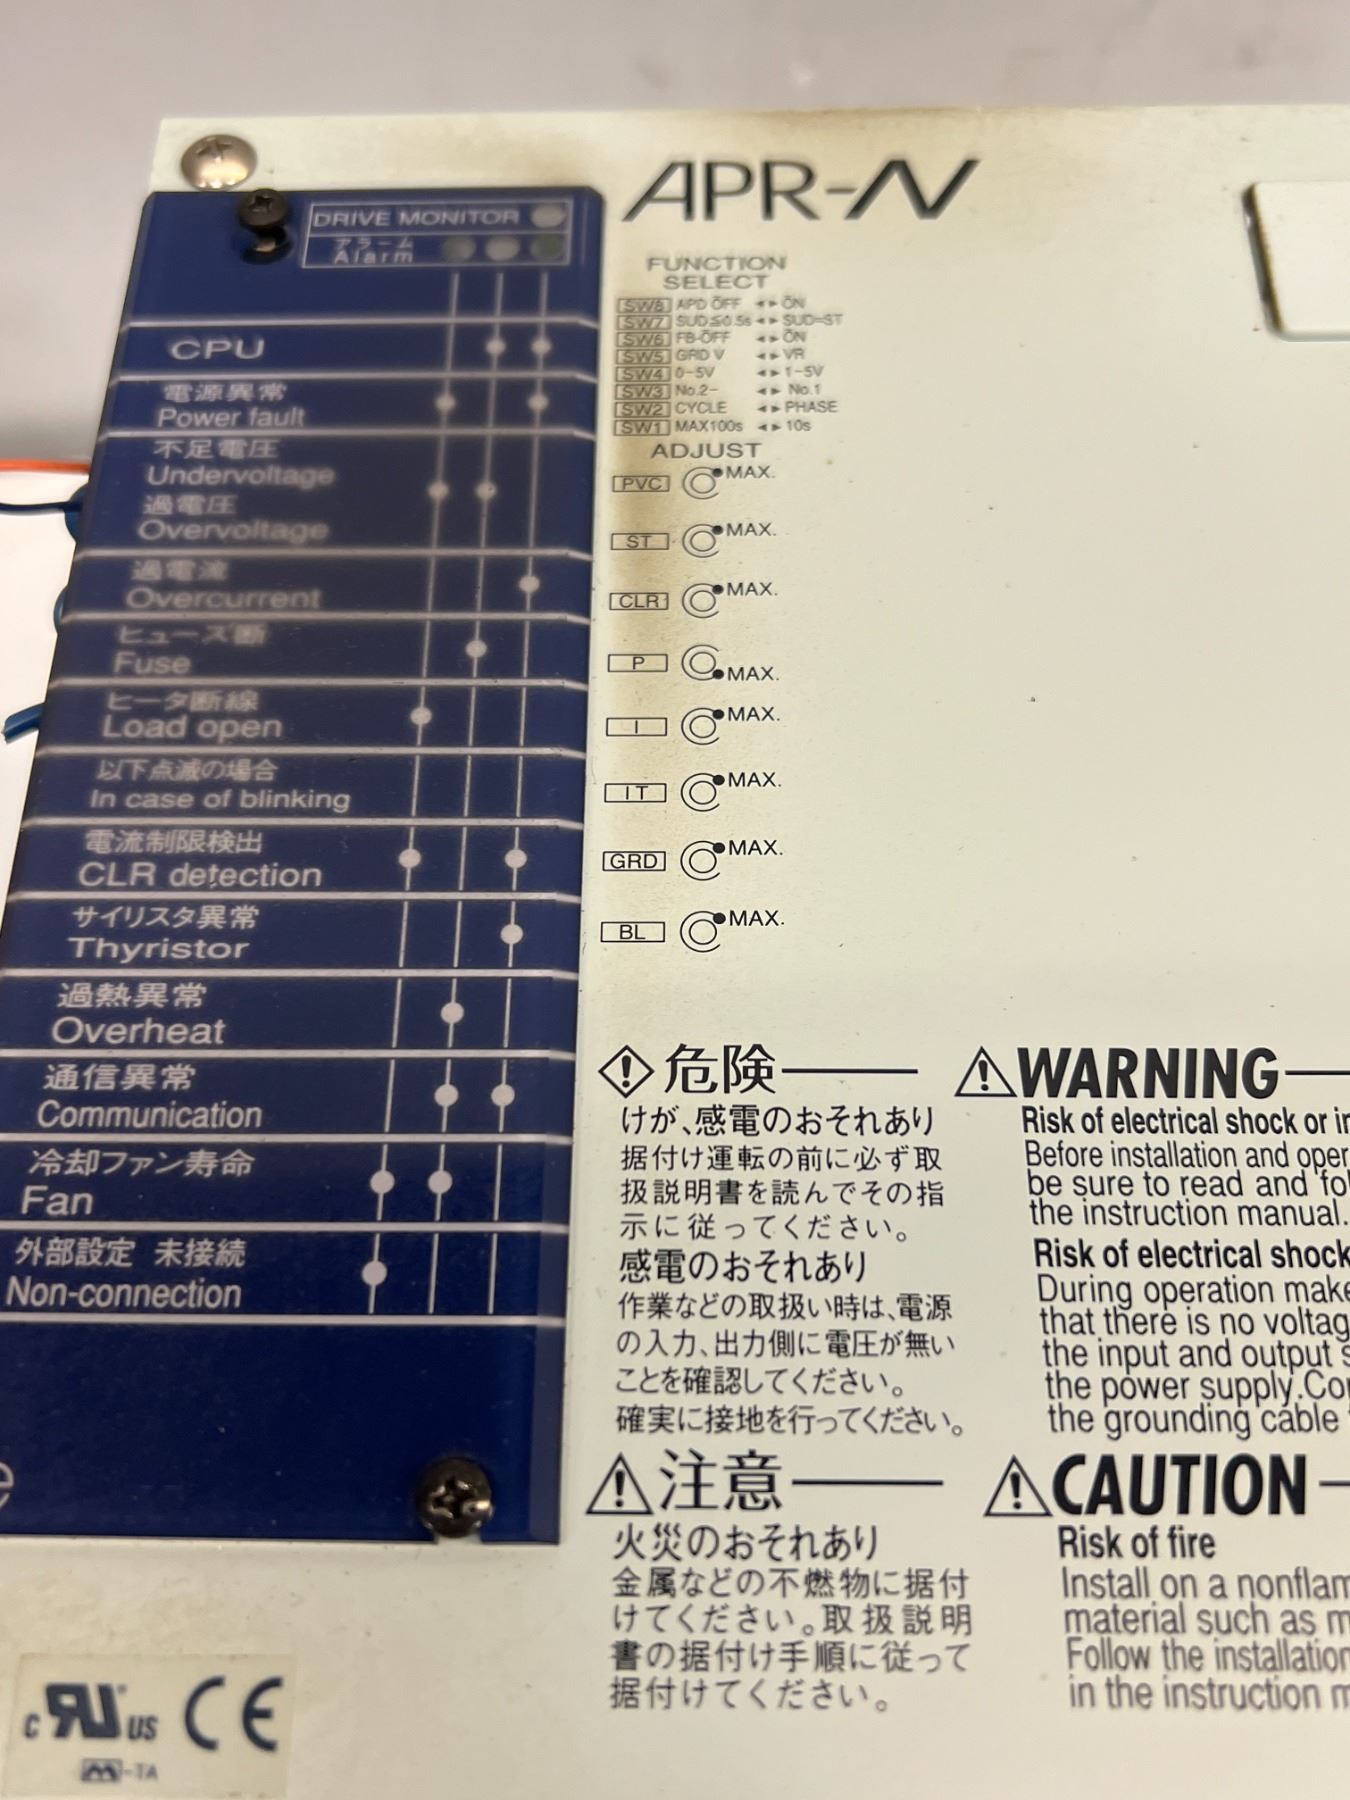 APR-N
DRIVE MONITOR
アラーム
Alarm
CPU
電源異常
Power fault
不足電圧
Undervoltage
過電圧
Overvoltage
過電流
Overcurrent
ヒューズ断
Fuse
ヒータ断線
Load open
以下点滅の場合
In case of blinking
電流制限検出
CLR detection
サイリスタ異常
Thyristor
過熱異常
Overheat
通信異常
Communication
冷却ファン寿命
Fan
外部設定 未接続
Non-connection
e
FUNCTION
SELECT
SW8 APD OFF ◄► ON
SW7 SUD≦0.5s ◄► SUD=ST
SW6 FB-OFF ◄► ON
SW5 GRD V ◄► VR
SW4 0-5V ◄► 1-5V
SW3 No.2- ◄► No.1
SW2 CYCLE ◄► PHASE
SW1 MAX100s ◄► 10s
ADJUST
PVC MAX.
ST MAX.
CLR MAX.
P MAX.
I MAX.
IT MAX.
GRD MAX.
BL MAX.
危険
けが、感電のおそれあり
据付け運転の前に必ず取
扱説明書を読んでその指
示に従ってください。
感電のおそれあり
作業などの取扱い時は、電源
の入力、出力側に電圧が無い
ことを確認してください。
確実に接地を行ってください。
注意
火災のおそれあり
金属などの不燃物に据付
けてください。取扱説明
書の据付け手順に従って
据付けてください。
WARNING
Risk of electrical shock or in
Before installation and oper
be sure to read and fol
the instruction manual.
Risk of electrical shock
During operation make
that there is no voltag
the input and output s
the power supply.Con
the grounding cable
CAUTION
Risk of fire
Install on a nonflam
material such as m
Follow the installation
in the instruction m
c RU US CE
-TA